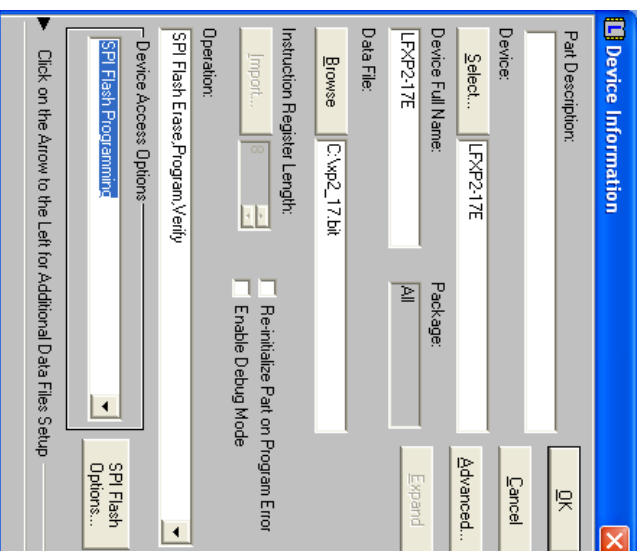 Device Information
Part Description:
OK
Cancel
Device:
Select...
LFXP2-17E
Advanced...
Device Full Name:
Package:
LFXP2-17E
All
Expand
Data File:
Browse
C:\xp2_17.bit
Instruction Register Length:
Import...
8
Re-initialize Part on Program Error
Enable Debug Mode
Operation:
SPI Flash Erase,Program,Verify
Device Access Options
SPI Flash Programming
SPI Flash
Options...
Click on the Arrow to the Left for Additional Data Files Setup